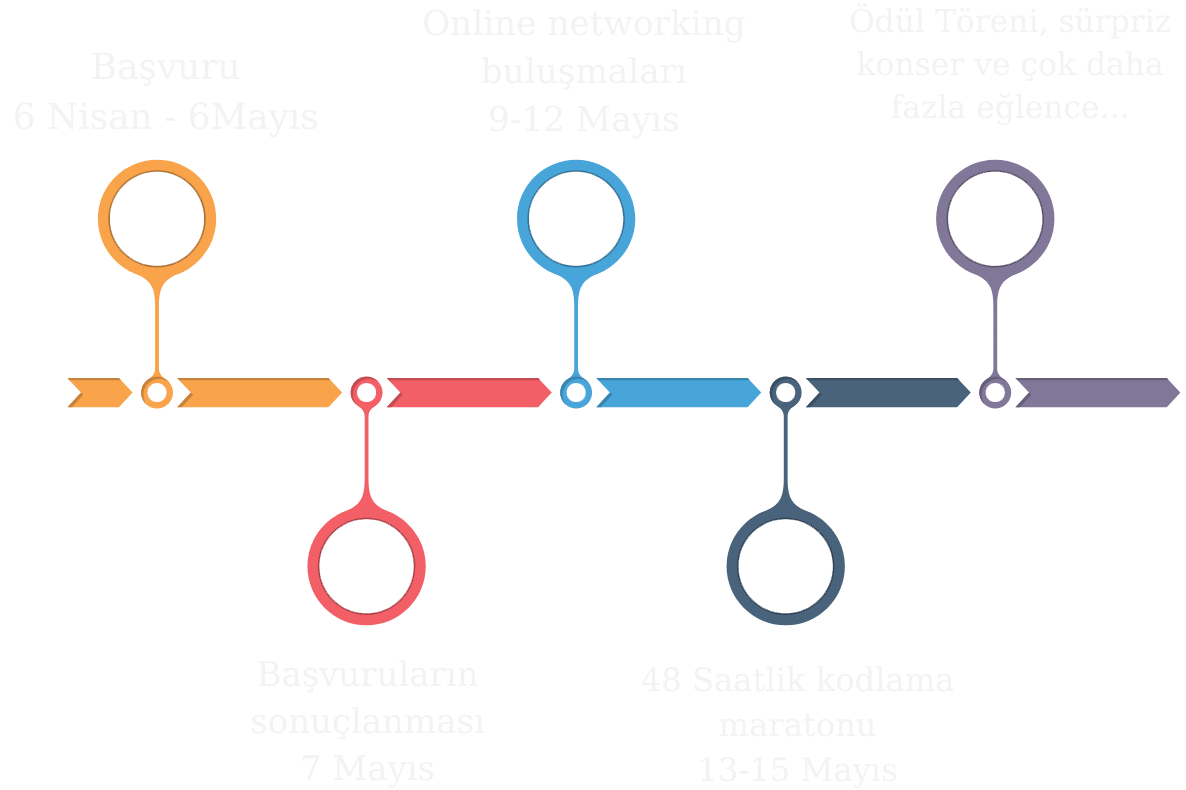 Başvuru
6 Nisan - 6Mayıs
Başvuruların
sonuçlanması
7 Mayıs
Online networking
buluşmaları
9-12 Mayıs
48 Saatlik kodlama
maratonu
13-15 Mayıs
Ödül Töreni, sürpriz
konser ve çok daha
fazla eğlence...